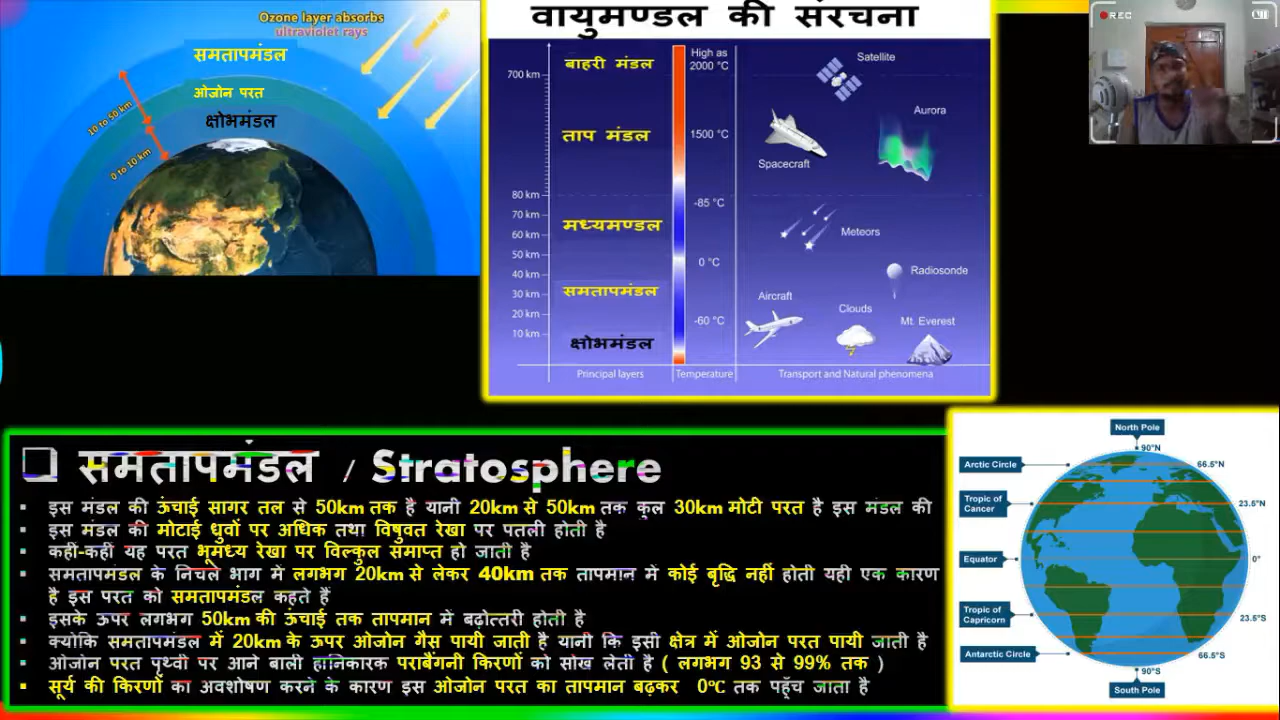 Ozone layer absorbs
ultraviolet rays
समतापमंडल
ओजोन परत
क्षोभमंडल
10 to 50 km
0 to 10 km
वायुमण्डल की संरचना
बाहरी मंडल
High as
2000 °C
Satellite
700 km
ताप मंडल
1500 °C
Aurora
Spacecraft
80 km
-85 °C
70 km
मध्यमण्डल
Meteors
60 km
50 km
0 °C
40 km
Radiosonde
30 km
समतापमंडल
Aircraft
20 km
-60 °C
Clouds
Mt. Everest
10 km
क्षोभमंडल
Principal layers
Temperature
Transport and Natural phenomena
REC
समतापमंडल / Stratosphere
इस मंडल की ऊंचाई सागर तल से 50km तक है यानी 20km से 50km तक कुल 30km मोटी परत है इस मंडल की
इस मंडल की मोटाई ध्रुवों पर अधिक तथा विषुवत रेखा पर पतली होती है
कहीं-कहीं यह परत भूमध्य रेखा पर विल्कुल समाप्त हो जाती है
समतापमंडल के निचले भाग में लगभग 20km से लेकर 40km तक तापमान में कोई बृद्धि नहीं होती यही एक कारण
है इस परत को समतापमंडल कहते हैं
इसके ऊपर लगभग 50km की ऊंचाई तक तापमान में बढ़ोत्तरी होती है
क्योकि समतापमंडल में 20km के ऊपर ओजोन गैस पायी जाती है यानी कि इसी क्षेत्र में ओजोन परत पायी जाती है
ओजोन परत पृथ्वी पर आने बाली हानिकारक पराबैंगनी किरणों को सोख लेती है ( लगभग 93 से 99% तक )
सूर्य की किरणों का अवशोषण करने के कारण इस ओजोन परत का तापमान बढ़कर 0℃ तक पहूँच जाता है
North Pole
90°N
Arctic Circle
66.5°N
Tropic of
Cancer
23.5°N
Equator
0°
Tropic of
Capricorn
23.5°S
Antarctic Circle
66.5°S
90°S
South Pole